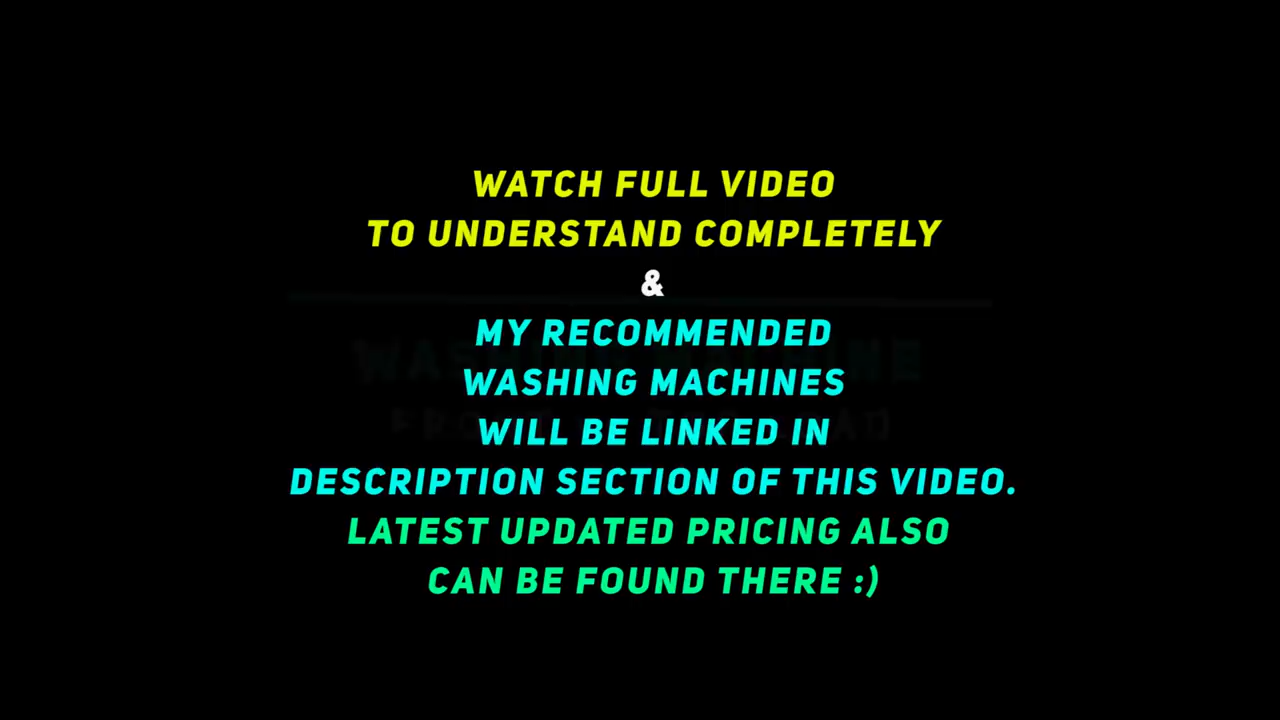 WATCH FULL VIDEO
TO UNDERSTAND COMPLETELY
&
MY RECOMMENDED
WASHING MACHINES
WILL BE LINKED IN
DESCRIPTION SECTION OF THIS VIDEO.
LATEST UPDATED PRICING ALSO
CAN BE FOUND THERE :)